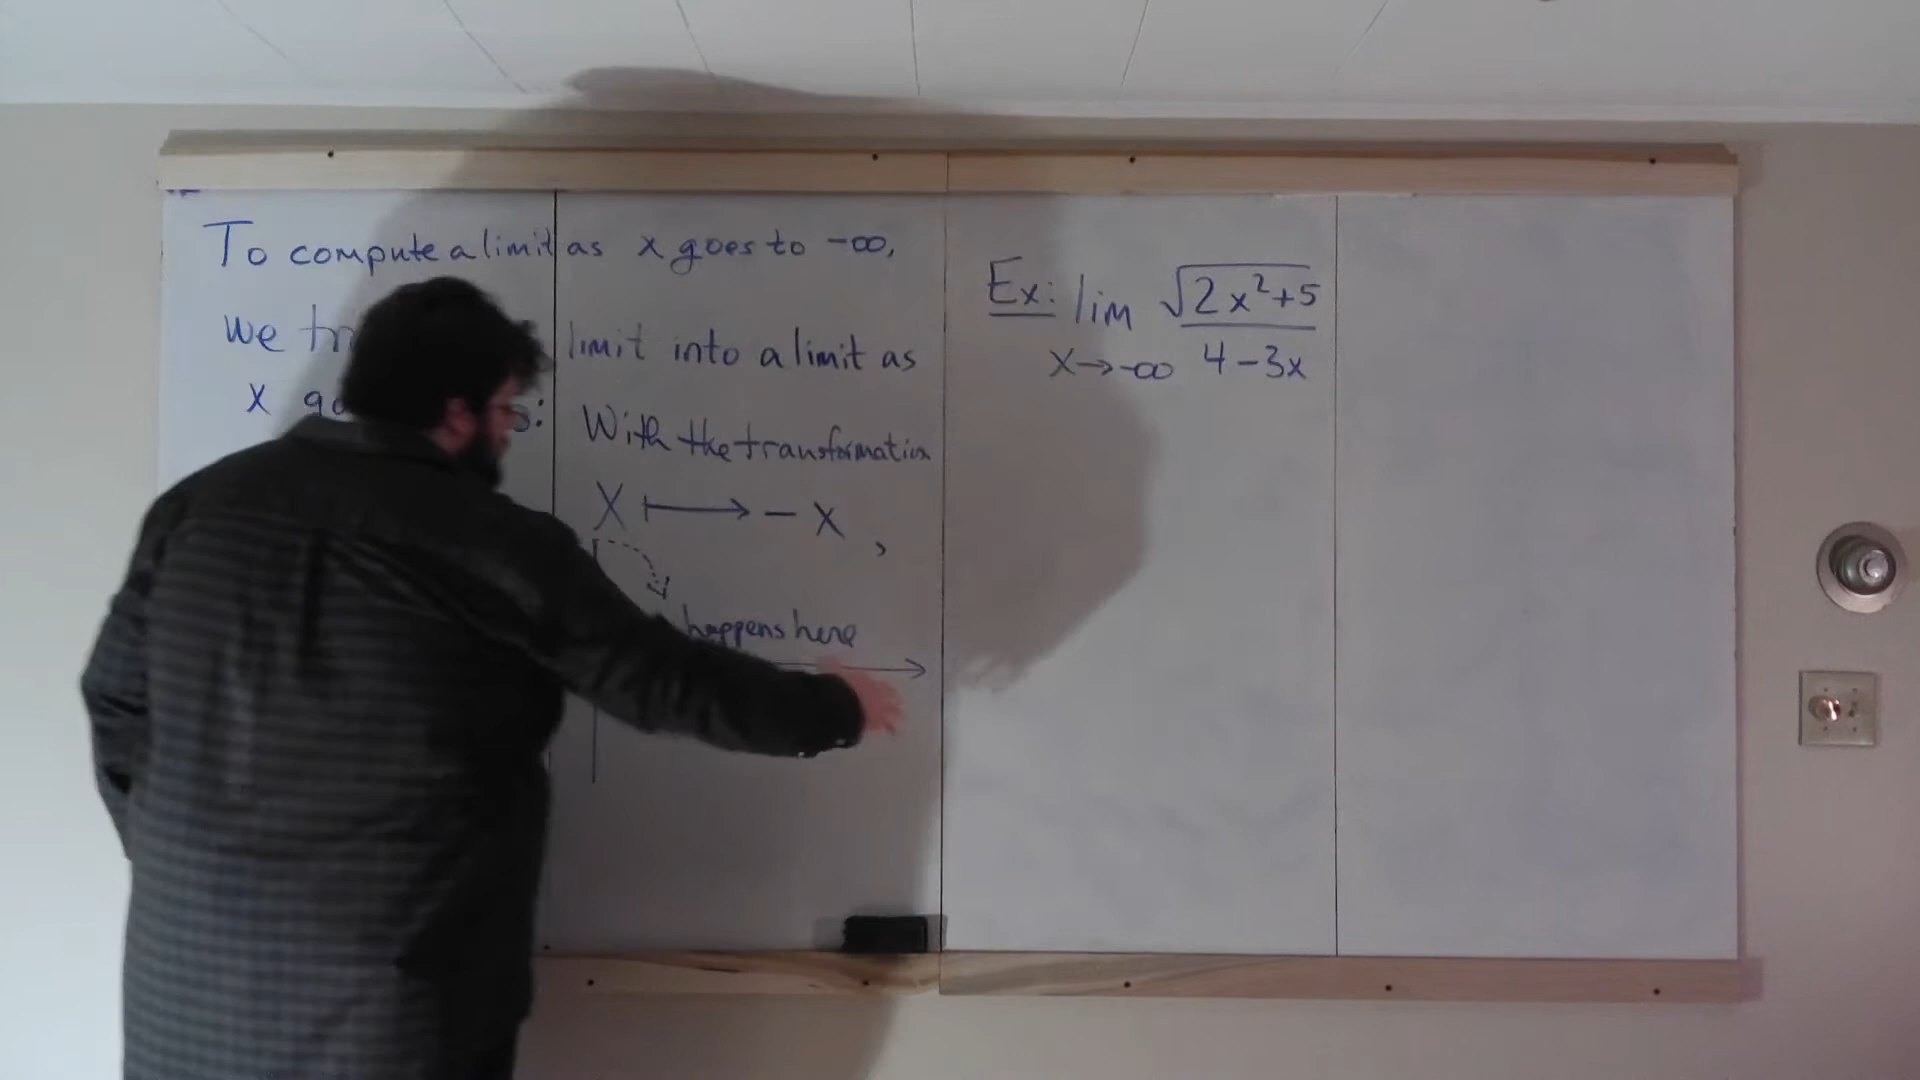 To compute a limit as x goes to -∞,
we limit into a limit as
x
With the transformation
X ⟼ - x,
happens here
Ex: lim √(2x²+5)
x→-∞ 4-3x